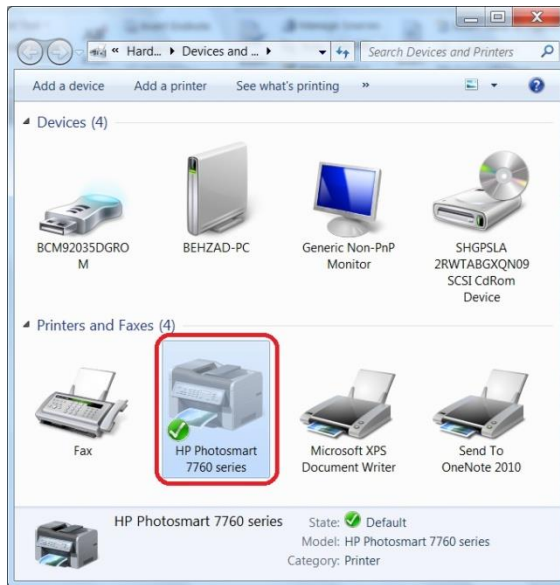 « Hard... ▸ Devices and ... ▸
Search Devices and Printers
Add a device Add a printer See what's printing »
Devices (4)
BCM92035DGRO
M
BEHZAD-PC
Generic Non-PnP
Monitor
SHGPSLA
2RWTABGXQN09
SCSI CdRom
Device
Printers and Faxes (4)
Fax
HP Photosmart
7760 series
Microsoft XPS
Document Writer
Send To
OneNote 2010
HP Photosmart 7760 series State: Default
Model: HP Photosmart 7760 series
Category: Printer